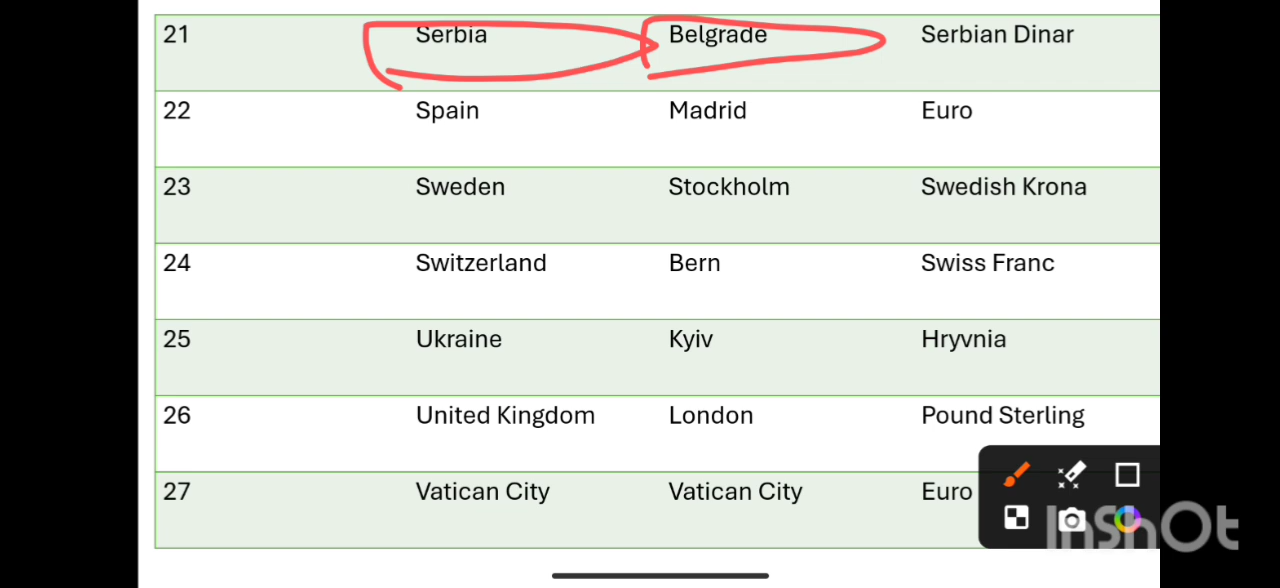 21 Serbia Belgrade Serbian Dinar
22 Spain Madrid Euro
23 Sweden Stockholm Swedish Krona
24 Switzerland Bern Swiss Franc
25 Ukraine Kyiv Hryvnia
26 United Kingdom London Pound Sterling
27 Vatican City Vatican City Euro
InShOt